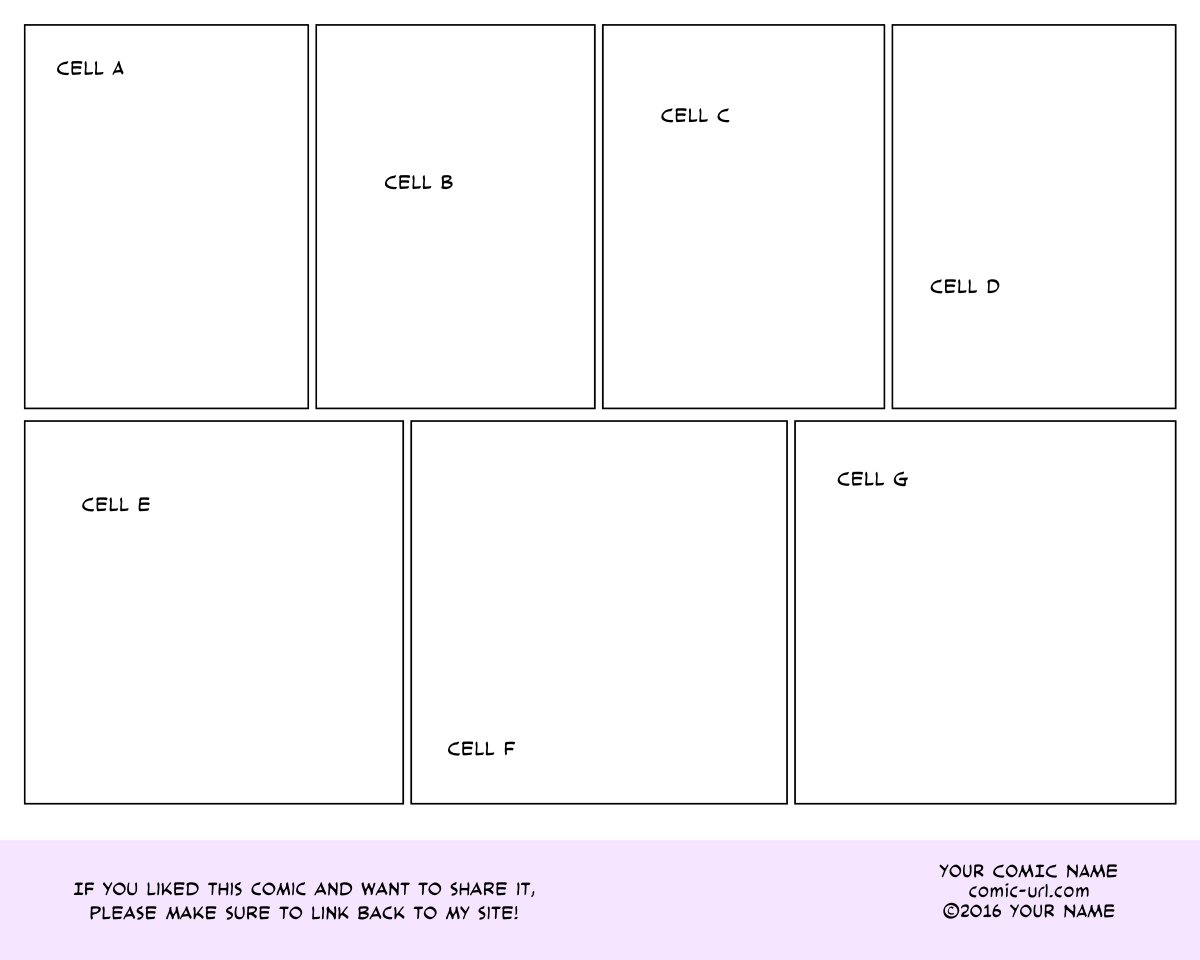 CELL A
CELL B
CELL C
CELL D
CELL E
CELL F
CELL G
IF YOU LIKED THIS COMIC AND WANT TO SHARE IT,
PLEASE MAKE SURE TO LINK BACK TO MY SITE!
YOUR COMIC NAME
comic-url.com
©2016 YOUR NAME